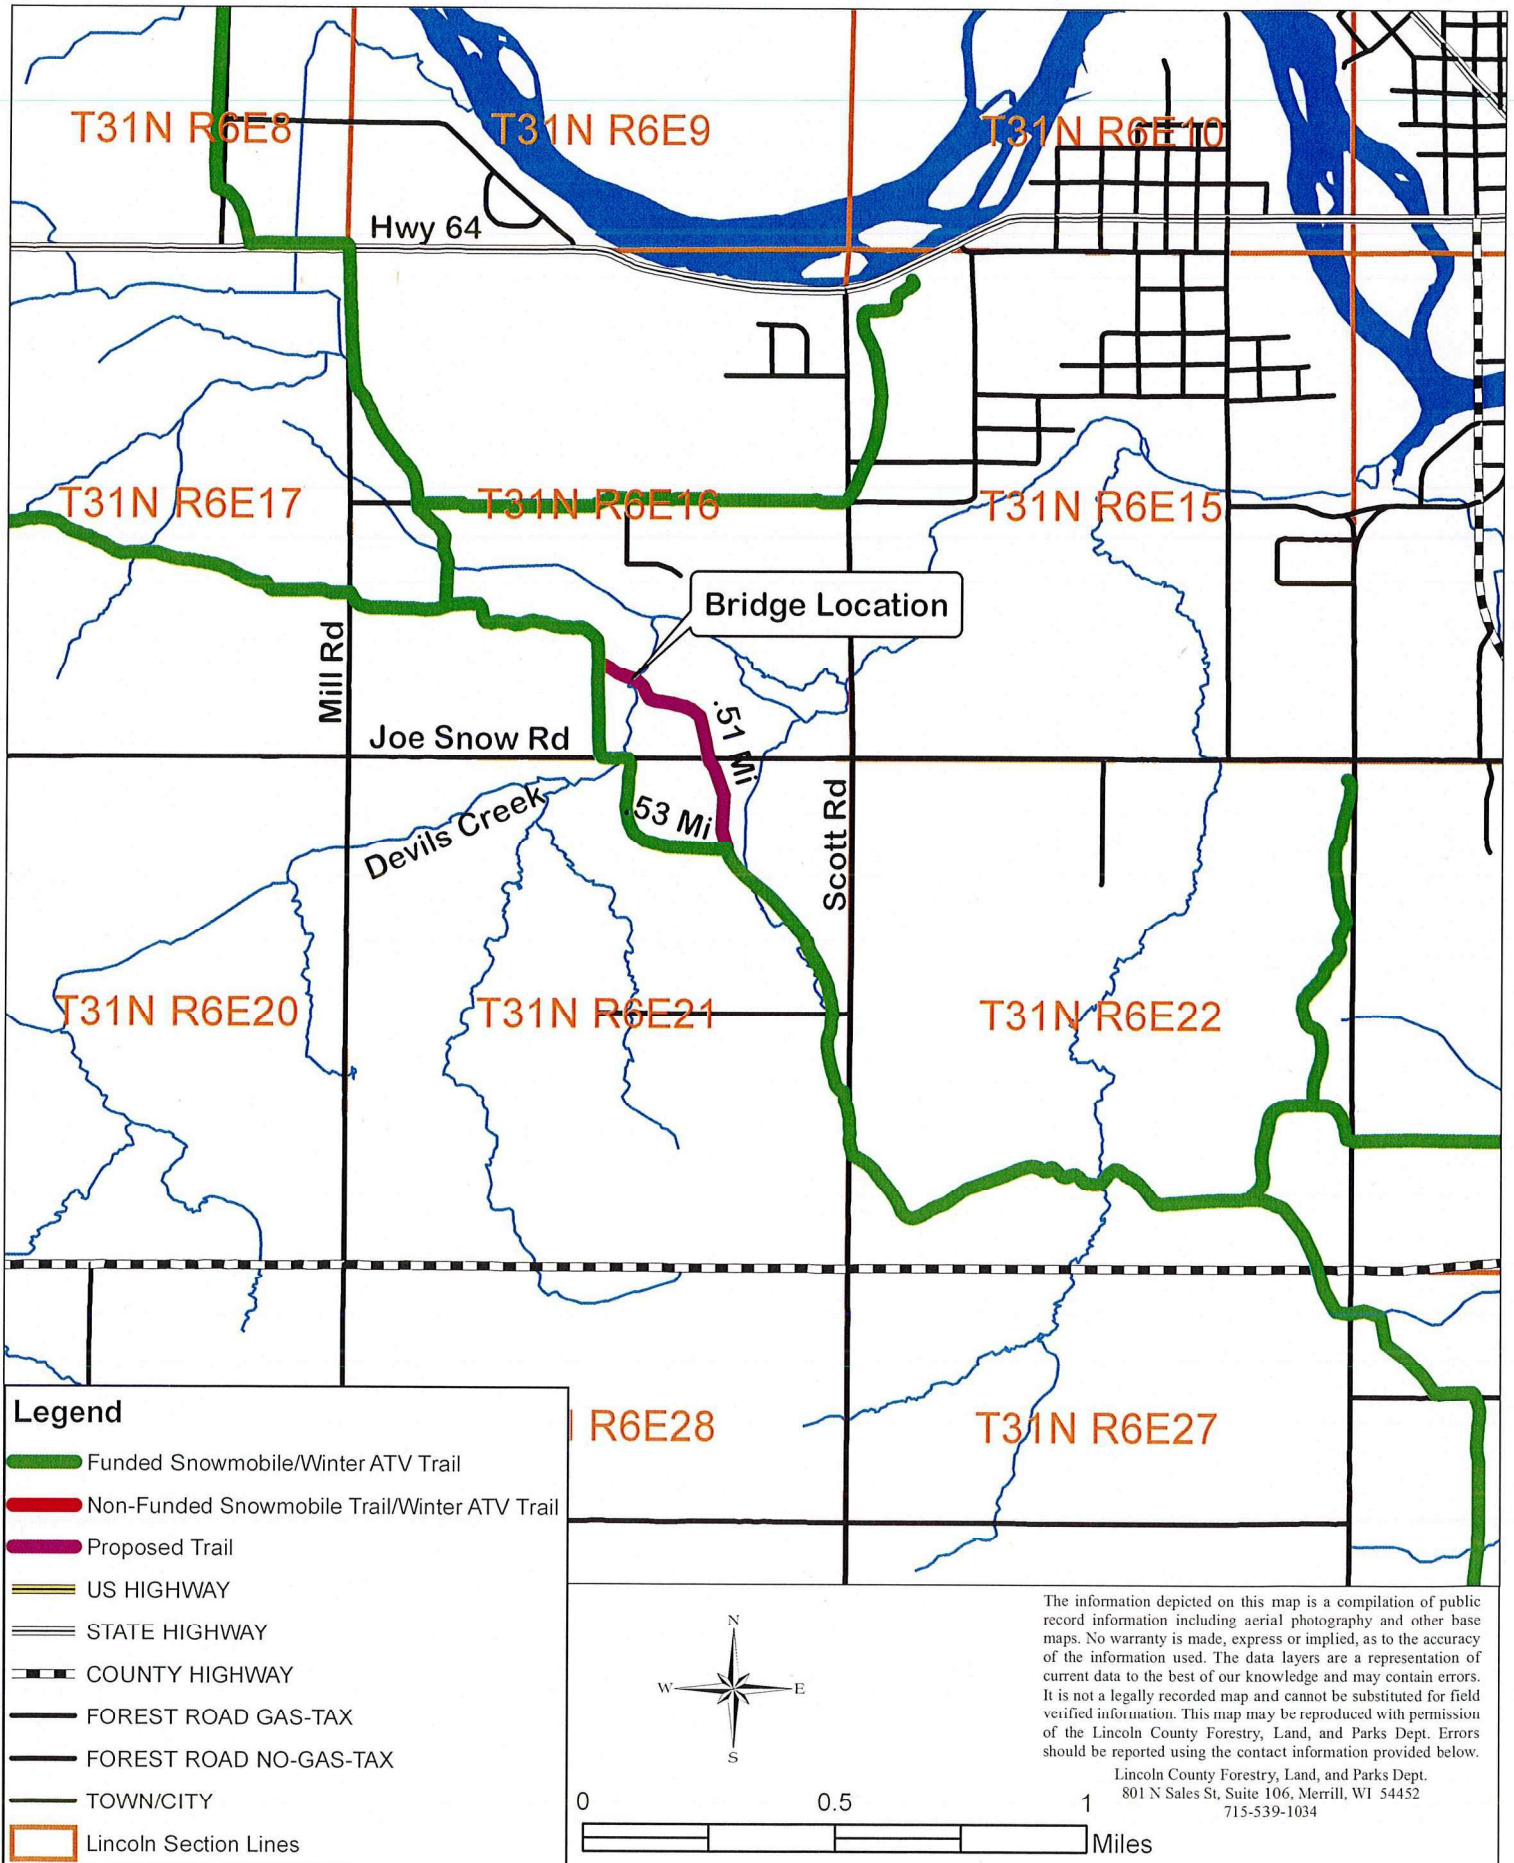 T31N R6E8
T31N R6E9
T31N R6E10
Hwy 64
T31N R6E17
T31N R6E16
T31N R6E15
Bridge Location
Mill Rd
.51 Mi
Joe Snow Rd
.53 Mi
Devils Creek
Scott Rd
T31N R6E20
T31N R6E21
T31N R6E22
R6E28
T31N R6E27
Legend
Funded Snowmobile/Winter ATV Trail
Non-Funded Snowmobile Trail/Winter ATV Trail
Proposed Trail
US HIGHWAY
STATE HIGHWAY
COUNTY HIGHWAY
FOREST ROAD GAS-TAX
FOREST ROAD NO-GAS-TAX
TOWN/CITY
Lincoln Section Lines
N
W E
S
0 0.5 1
Miles
The information depicted on this map is a compilation of public
record information including aerial photography and other base
maps. No warranty is made, express or implied, as to the accuracy
of the information used. The data layers are a representation of
current data to the best of our knowledge and may contain errors.
It is not a legally recorded map and cannot be substituted for field
verified information. This map may be reproduced with permission
of the Lincoln County Forestry, Land, and Parks Dept. Errors
should be reported using the contact information provided below.
Lincoln County Forestry, Land, and Parks Dept.
801 N Sales St, Suite 106, Merrill, WI 54452
715-539-1034